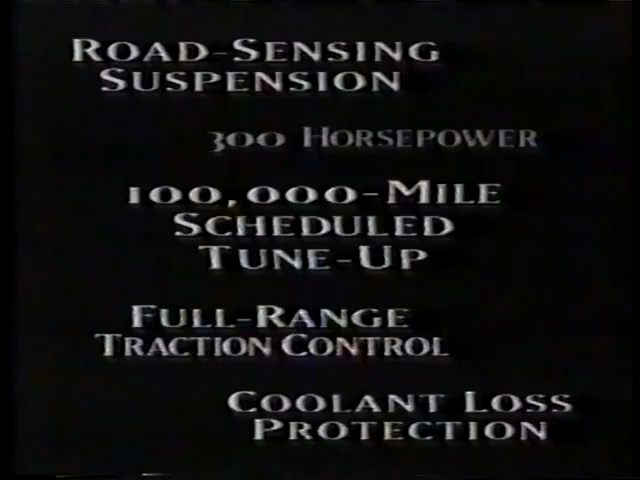 ROAD-SENSING
SUSPENSION
300 HORSEPOWER
100,000-MILE
SCHEDULED
TUNE-UP
FULL-RANGE
TRACTION CONTROL
COOLANT LOSS
PROTECTION